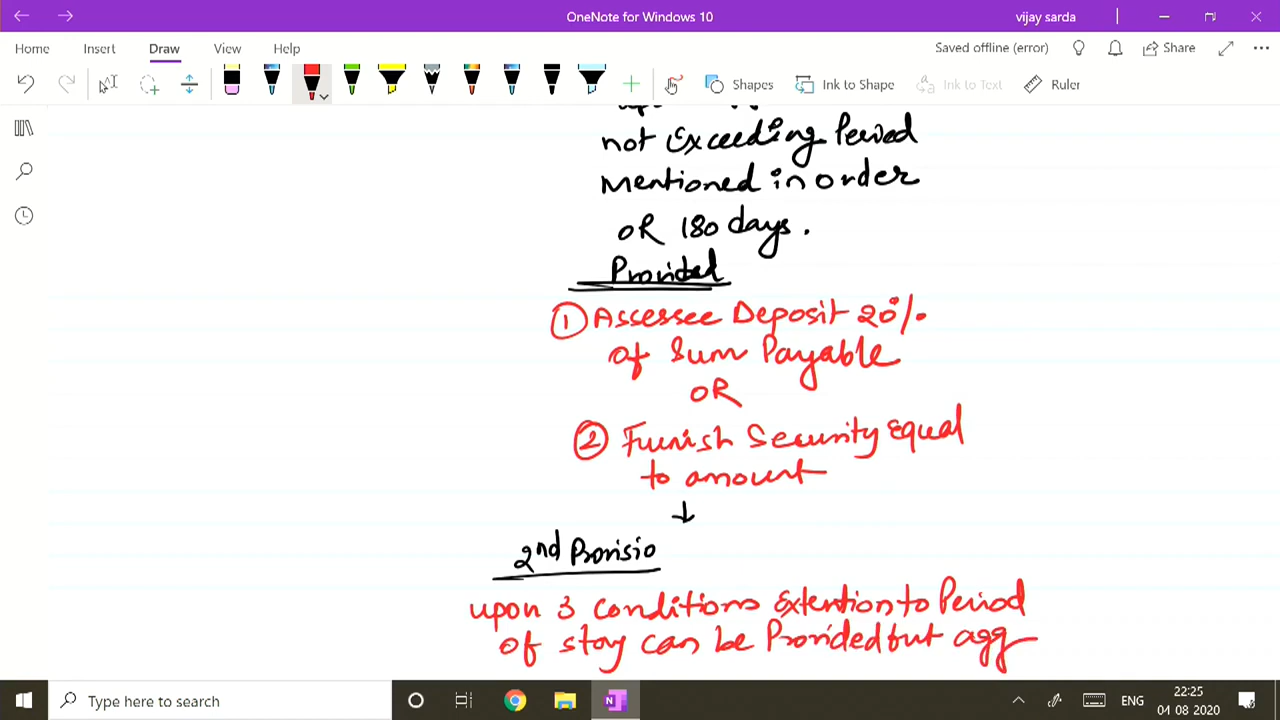 OneNote for Windows 10
vijay sarda
Home Insert Draw View Help
Saved offline (error)
Share
Shapes
Ink to Shape
Ink to Text
Ruler
not Exceeding Period
Mentioned in order
OR 180 days.
Provided
① Assessee Deposit 20%
of Sum Payable
OR
② Furnish Security Equal
to amount
↓
2nd Provisio
upon 3 conditions Extention to Period
of stay can be Provided but agg
Type here to search
ENG
22:25
04-08-2020